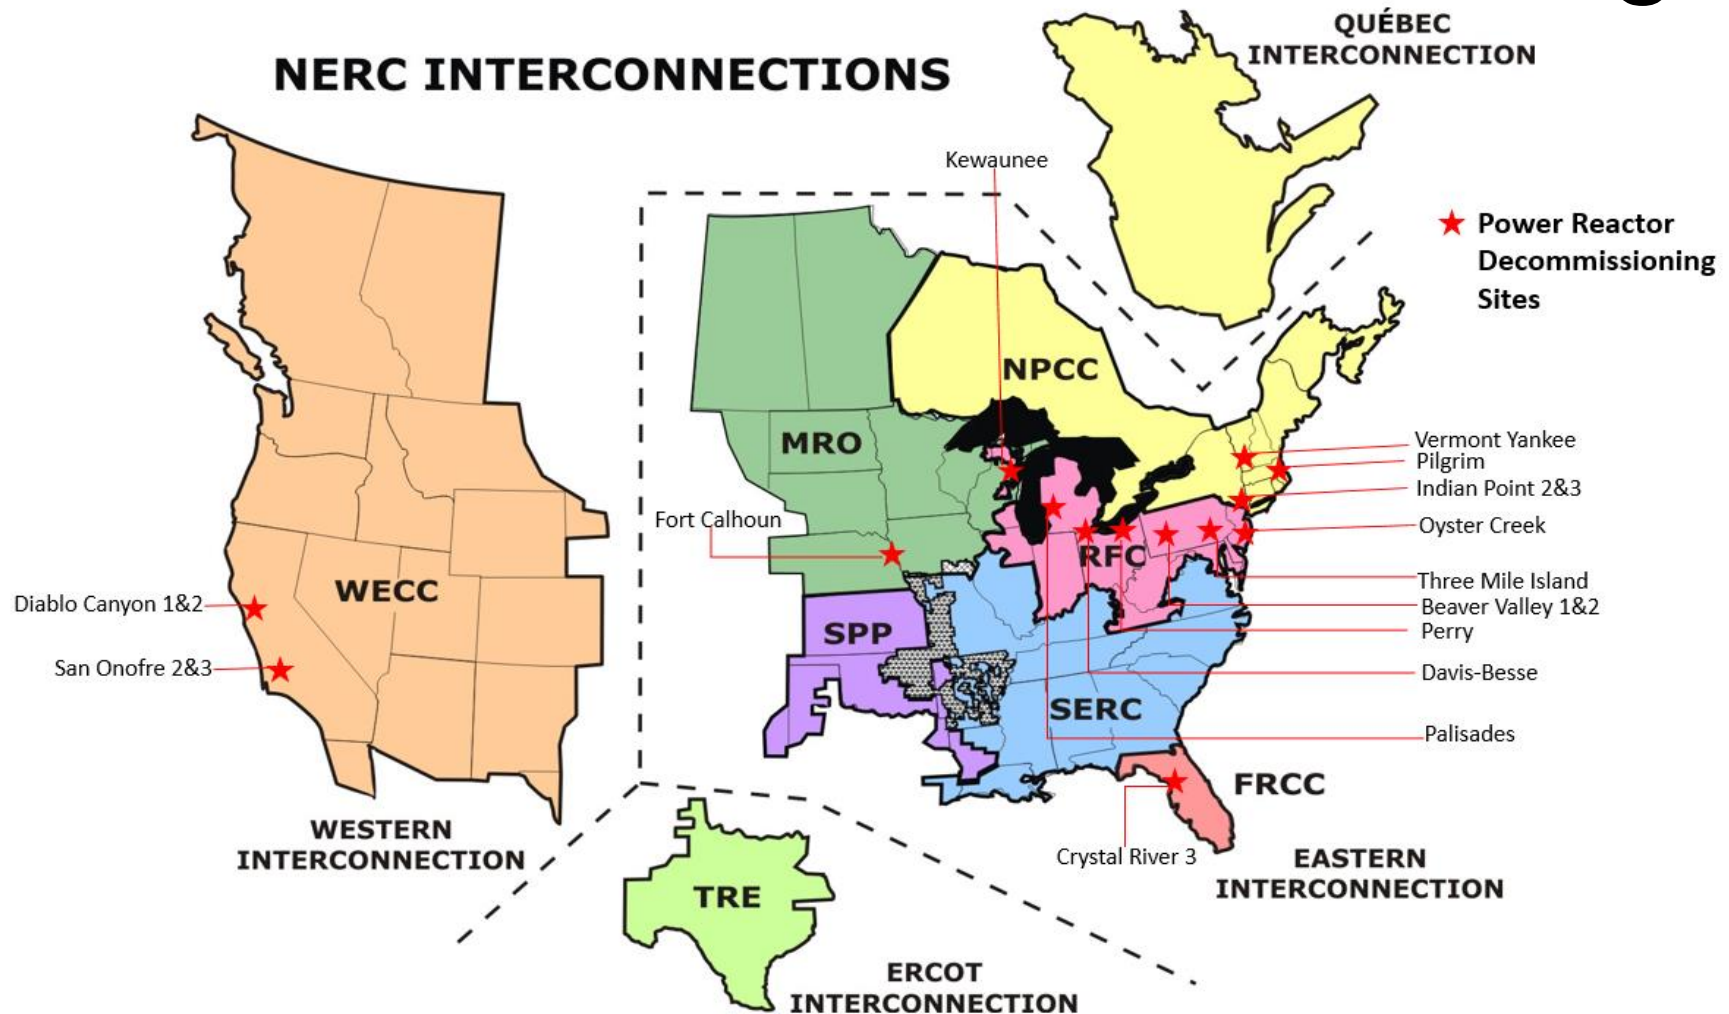 NERC INTERCONNECTIONS
QUÉBEC
INTERCONNECTION
Kewaunee
Power Reactor
Decommissioning
Sites
NPCC
MRO
Vermont Yankee
Pilgrim
Indian Point 2&3
Fort Calhoun
Oyster Creek
RFC
WECC
Three Mile Island
Diablo Canyon 1&2
Beaver Valley 1&2
SPP
Perry
San Onofre 2&3
Davis-Besse
SERC
Palisades
FRCC
WESTERN
INTERCONNECTION
Crystal River 3
EASTERN
INTERCONNECTION
TRE
ERCOT
INTERCONNECTION